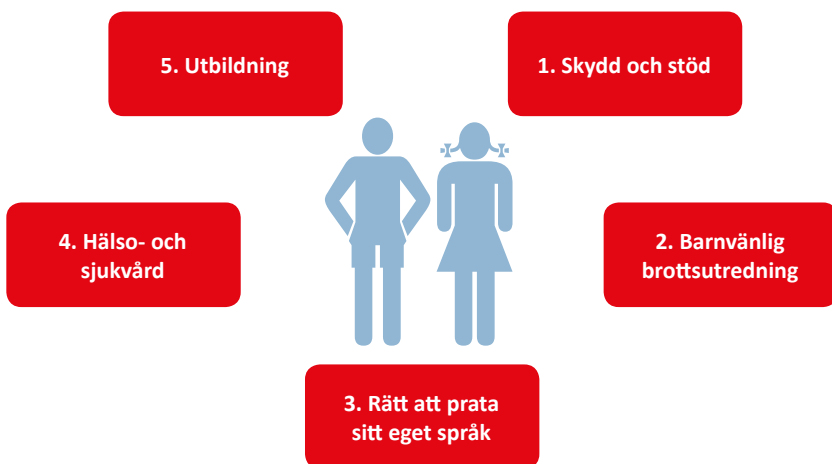 5. Utbildning
1. Skydd och stöd
4. Hälso- och
sjukvård
2. Barnvänlig
brottsutredning
3. Rätt att prata
sitt eget språk